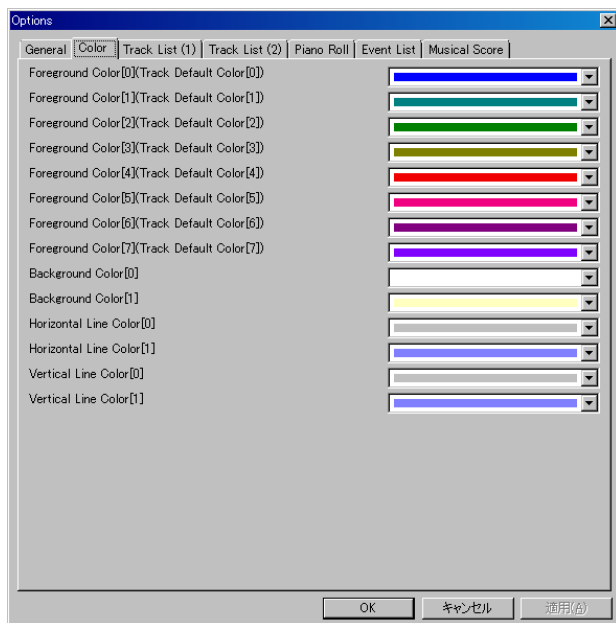 Options
General Color Track List (1) Track List (2) Piano Roll Event List Musical Score
Foreground Color[0](Track Default Color[0])
Foreground Color[1](Track Default Color[1])
Foreground Color[2](Track Default Color[2])
Foreground Color[3](Track Default Color[3])
Foreground Color[4](Track Default Color[4])
Foreground Color[5](Track Default Color[5])
Foreground Color[6](Track Default Color[6])
Foreground Color[7](Track Default Color[7])
Background Color[0]
Background Color[1]
Horizontal Line Color[0]
Horizontal Line Color[1]
Vertical Line Color[0]
Vertical Line Color[1]
OK キャンセル 適用(A)